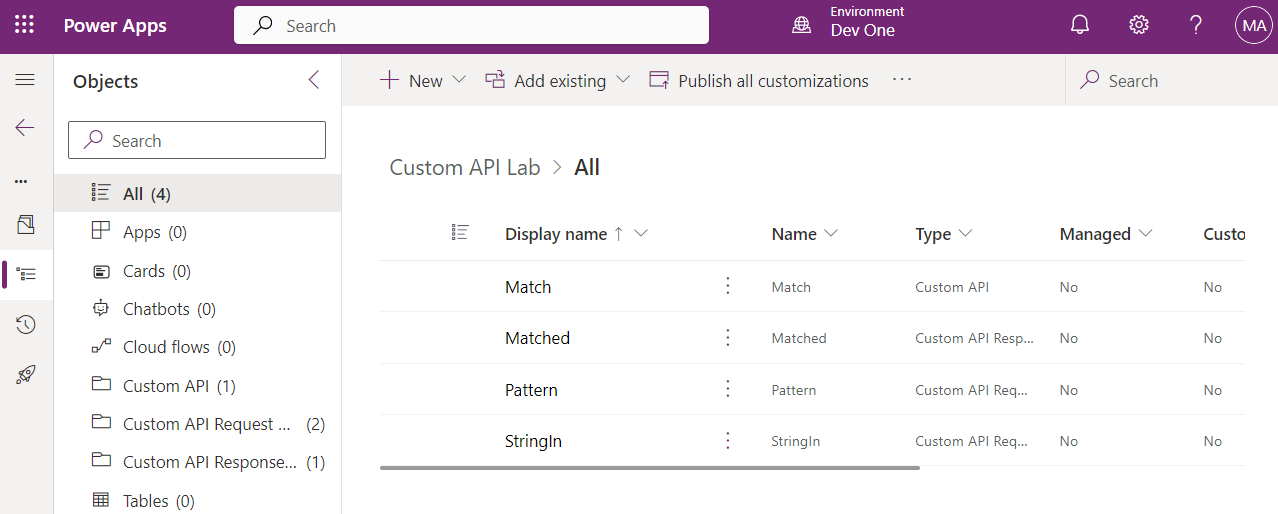 Power Apps
Search
Environment
Dev One
MA
Objects
Search
All (4)
Apps (0)
Cards (0)
Chatbots (0)
Cloud flows (0)
Custom API (1)
Custom API Request ... (2)
Custom API Response... (1)
Tables (0)
New
Add existing
Publish all customizations
...
Search
Custom API Lab > All
Display name ↑ Name Type Managed Custo
Match Match Custom API No No
Matched Matched Custom API Resp... No No
Pattern Pattern Custom API Req... No No
StringIn StringIn Custom API Req... No No